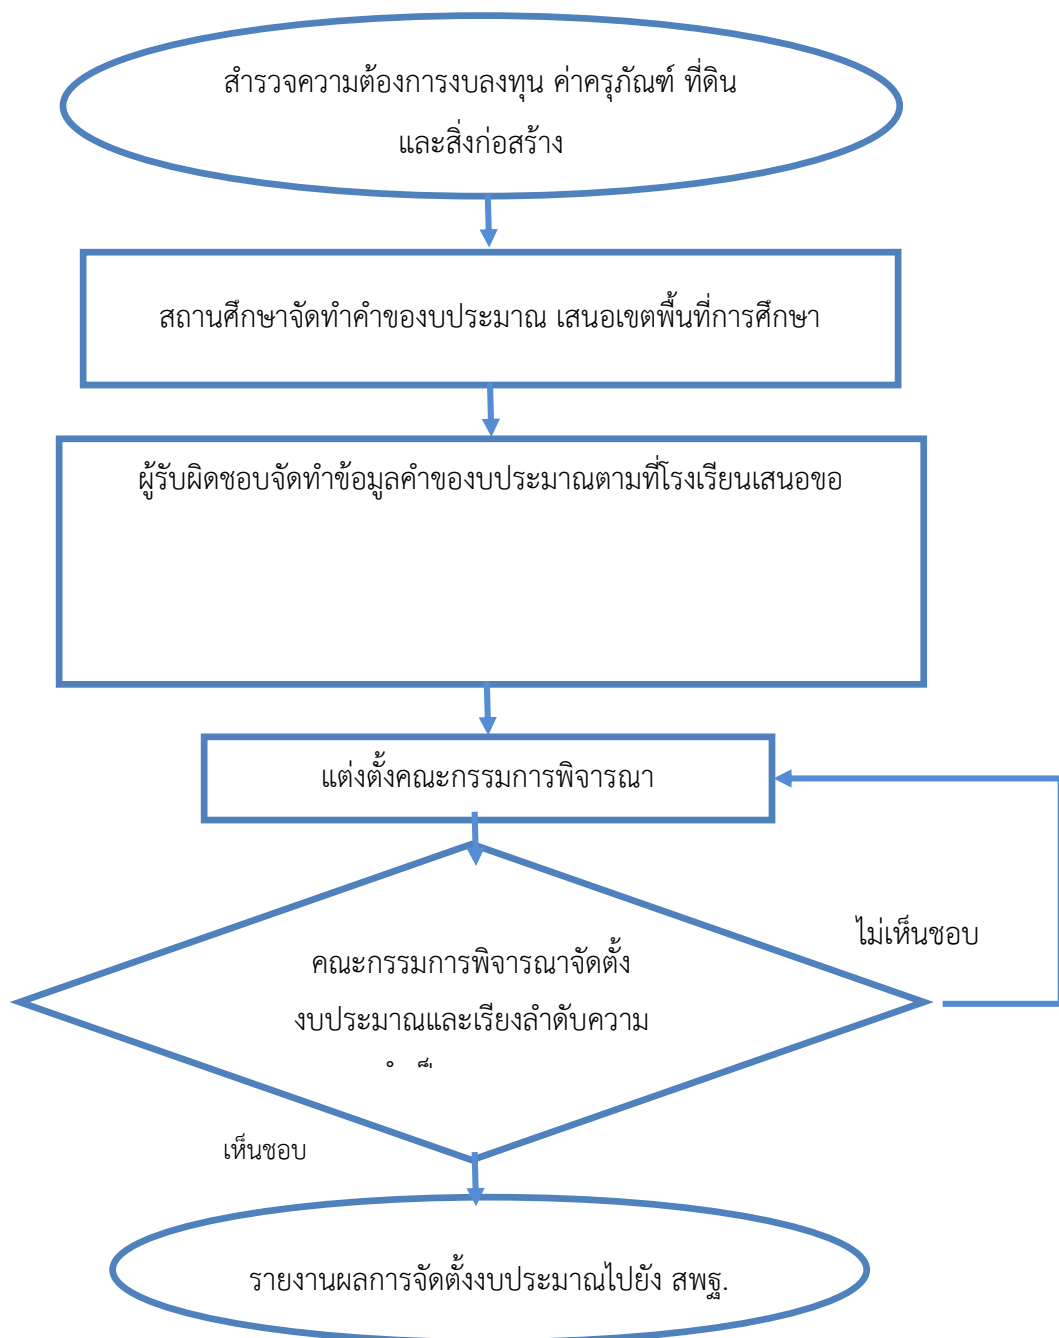 สำรวจความต้องการงบลงทุน ค่าครุภัณฑ์ ที่ดิน
และสิ่งก่อสร้าง
สถานศึกษาจัดทำคำของบประมาณ เสนอเขตพื้นที่การศึกษา
ผู้รับผิดชอบจัดทำข้อมูลคำของบประมาณตามที่โรงเรียนเสนอขอ
แต่งตั้งคณะกรรมการพิจารณา
ไม่เห็นชอบ
คณะกรรมการพิจารณาจัดตั้ง
งบประมาณและเรียงลำดับความ
เห็นชอบ
รายงานผลการจัดตั้งงบประมาณไปยัง สพฐ.